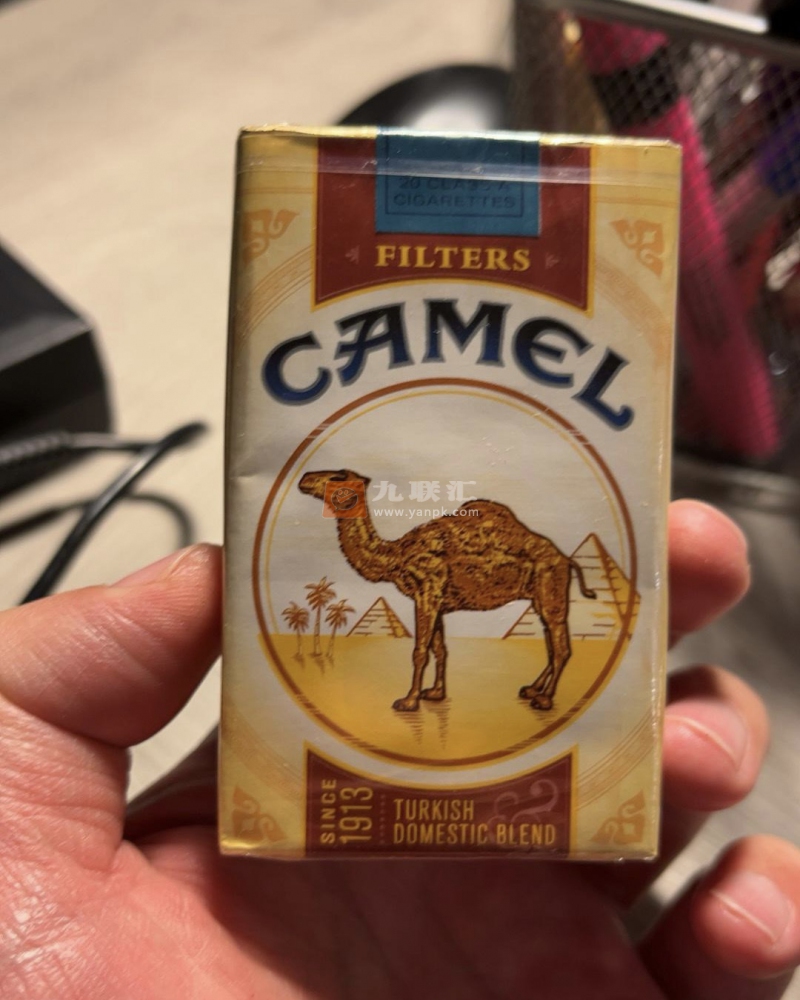 20 CLASS A
CIGARETTES
FILTERS
CAMEL
九联汇
www.yanpk.com
SINCE
1913
TURKISH
&
DOMESTIC BLEND